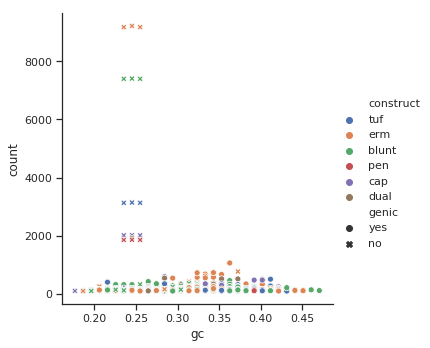 8000
6000
4000
2000
0
count
0.20 0.25 0.30 0.35 0.40 0.45
gc
construct
tuf
erm
blunt
pen
cap
dual
genic
yes
no